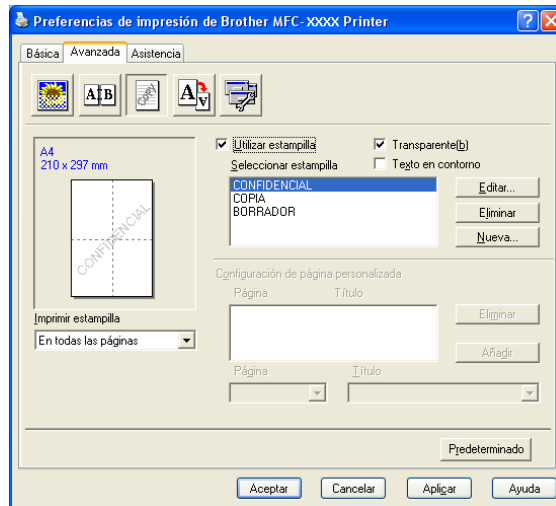 Preferencias de impresión de Brother MFC-XXXX Printer
Básica Avanzada Asistencia
A B
COPY
A V
A4
210 x 297 mm
CONFIDENCIAL
Imprimir estampilla
En todas las páginas
Utilizar estampilla Transparente(b)
Seleccionar estampilla Texto en contorno
CONFIDENCIAL
COPIA
BORRADOR
Editar...
Eliminar
Nueva...
Configuración de página personalizada
Página Título
Eliminar
Añadir
Página Título
Predeterminado
Aceptar Cancelar Aplicar Ayuda